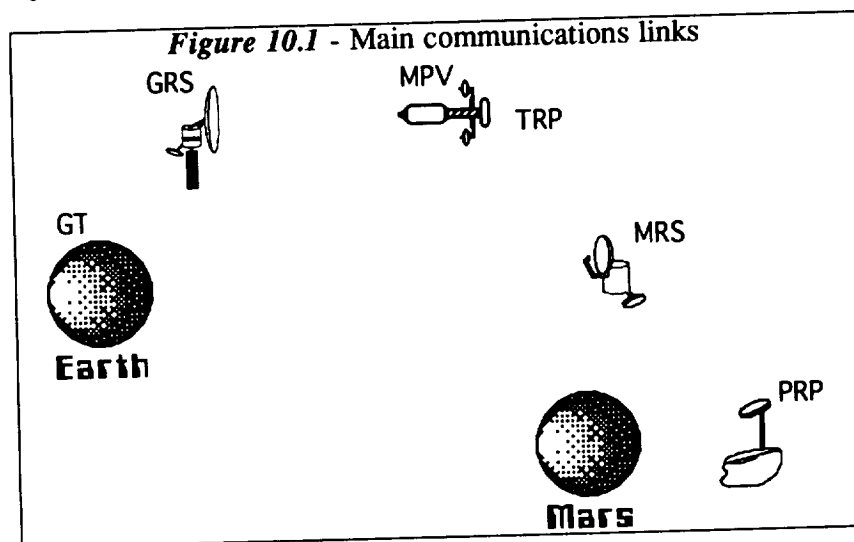 Figure 10.1 - Main communications links
GRS
MPV
TRP
GT
MRS
Earth
PRP
Mars